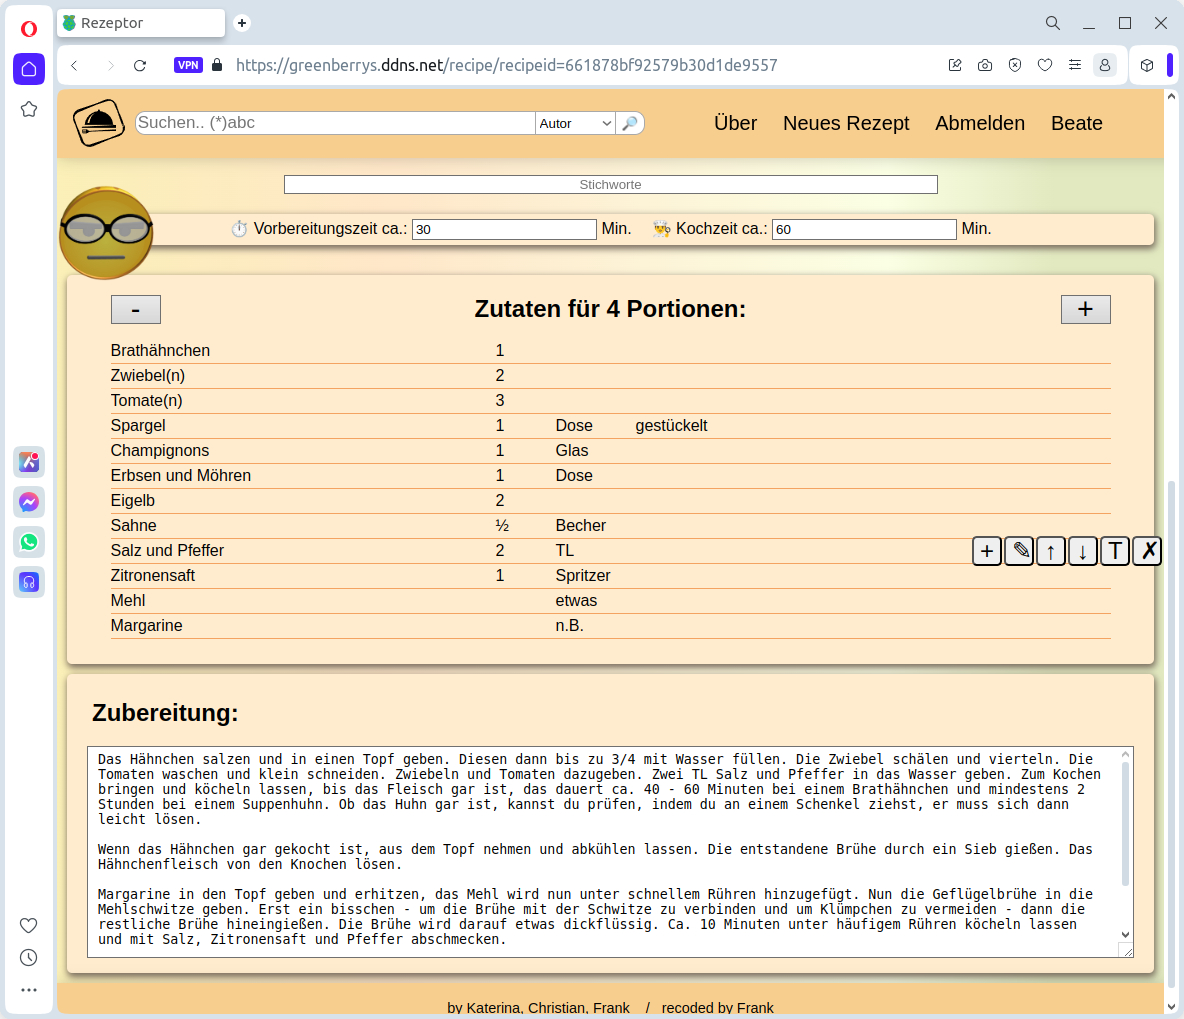 Rezeptor
VPN https://greenberrys.ddns.net/recipe/recipeid=661878bf92579b30d1de9557
Suchen.. (*)abc Autor Über Neues Rezept Abmelden Beate
Stichworte
Vorbereitungszeit ca.: 30 Min. Kochzeit ca.: 60 Min.
- Zutaten für 4 Portionen: +
Brathähnchen 1
Zwiebel(n) 2
Tomate(n) 3
Spargel 1 Dose gestückelt
Champignons 1 Glas
Erbsen und Möhren 1 Dose
Eigelb 2
Sahne ½ Becher
Salz und Pfeffer 2 TL + ✎ ↑ ↓ T ✗
Zitronensaft 1 Spritzer
Mehl etwas
Margarine n.B.
Zubereitung:
Das Hähnchen salzen und in einen Topf geben. Diesen dann bis zu 3/4 mit Wasser füllen. Die Zwiebel schälen und vierteln. Die
Tomaten waschen und klein schneiden. Zwiebeln und Tomaten dazugeben. Zwei TL Salz und Pfeffer in das Wasser geben. Zum Kochen
bringen und köcheln lassen, bis das Fleisch gar ist, das dauert ca. 40 - 60 Minuten bei einem Brathähnchen und mindestens 2
Stunden bei einem Suppenhuhn. Ob das Huhn gar ist, kannst du prüfen, indem du an einem Schenkel ziehst, er muss sich dann
leicht lösen.
Wenn das Hähnchen gar gekocht ist, aus dem Topf nehmen und abkühlen lassen. Die entstandene Brühe durch ein Sieb gießen. Das
Hähnchenfleisch von den Knochen lösen.
Margarine in den Topf geben und erhitzen, das Mehl wird nun unter schnellem Rühren hinzugefügt. Nun die Geflügelbrühe in die
Mehlschwitze geben. Erst ein bisschen - um die Brühe mit der Schwitze zu verbinden und um Klümpchen zu vermeiden - dann die
restliche Brühe hineingießen. Die Brühe wird darauf etwas dickflüssig. Ca. 10 Minuten unter häufigem Rühren köcheln lassen
und mit Salz, Zitronensaft und Pfeffer abschmecken.
by Katerina, Christian, Frank / recoded by Frank